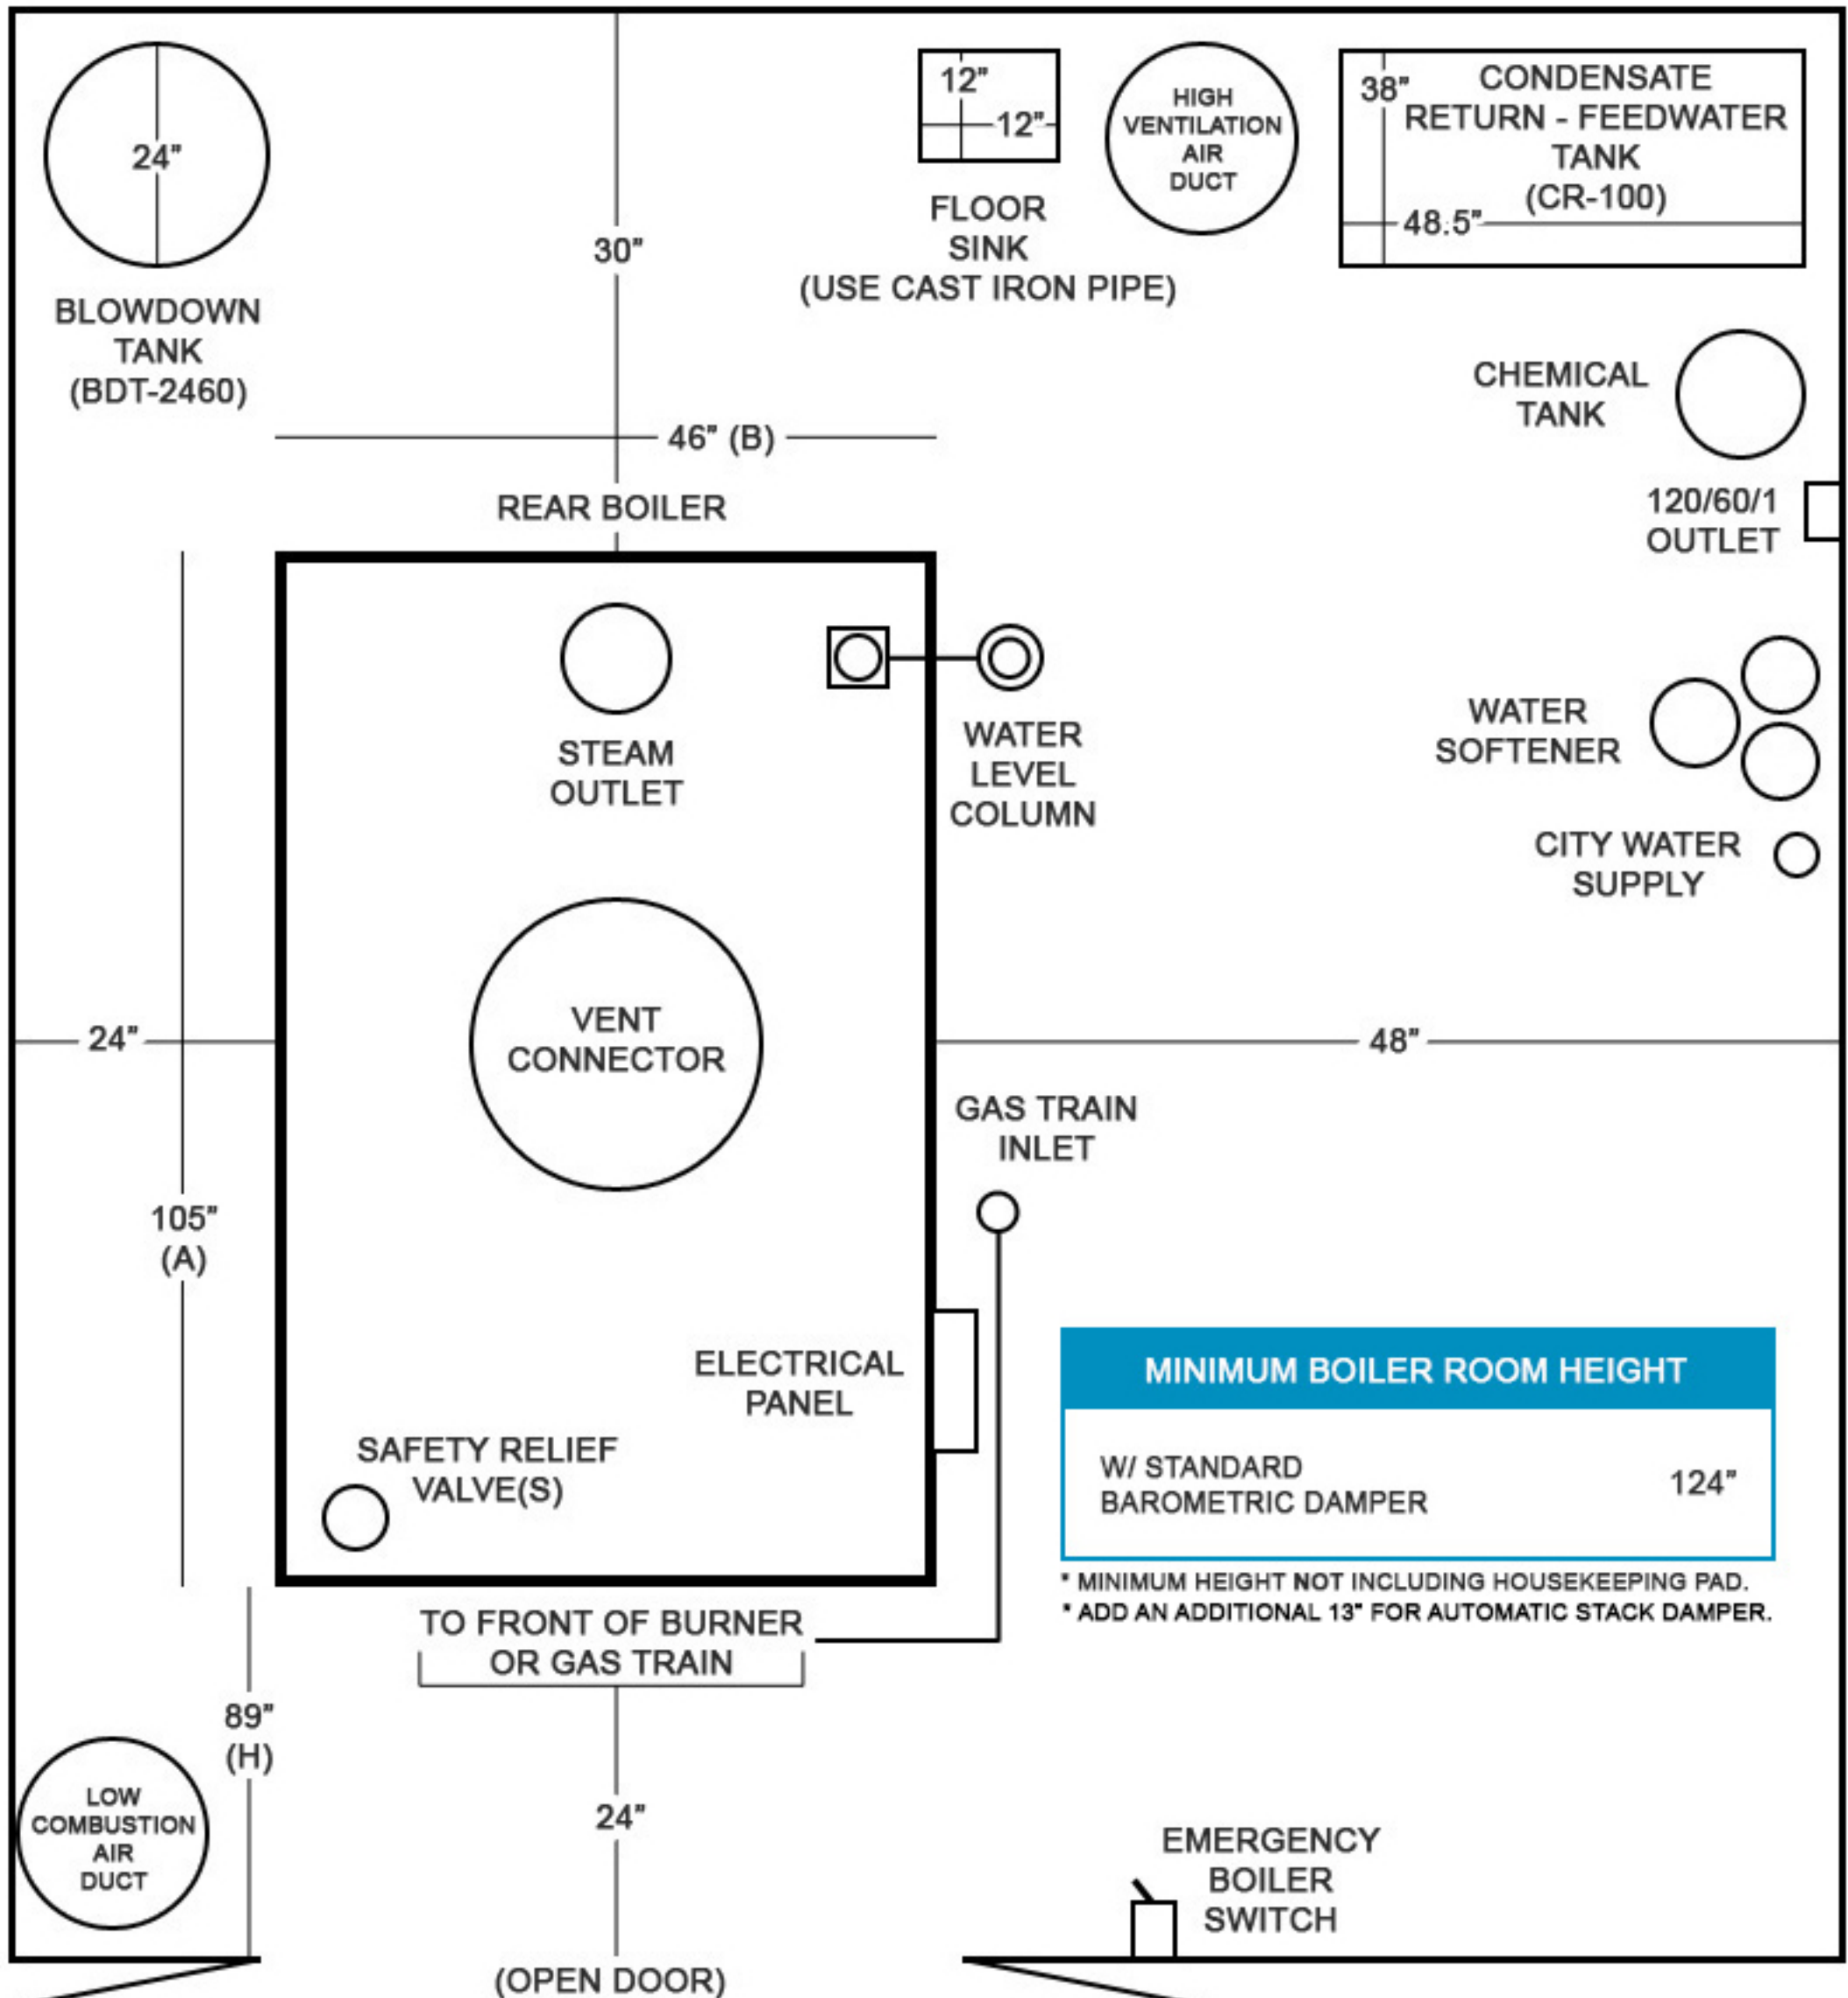 24”
BLOWDOWN
TANK
(BDT-2460)
30”
12”
12”
FLOOR
SINK
(USE CAST IRON PIPE)
HIGH
VENTILATION
AIR
DUCT
38”
CONDENSATE
RETURN - FEEDWATER
TANK
(CR-100)
48.5”
CHEMICAL
TANK
120/60/1
OUTLET
46” (B)
REAR BOILER
STEAM
OUTLET
WATER
LEVEL
COLUMN
WATER
SOFTENER
CITY WATER
SUPPLY
VENT
CONNECTOR
24”
48”
GAS TRAIN
INLET
105”
(A)
ELECTRICAL
PANEL
SAFETY RELIEF
VALVE(S)
MINIMUM BOILER ROOM HEIGHT
W/ STANDARD
BAROMETRIC DAMPER
124”
* MINIMUM HEIGHT NOT INCLUDING HOUSEKEEPING PAD.
* ADD AN ADDITIONAL 13” FOR AUTOMATIC STACK DAMPER.
TO FRONT OF BURNER
OR GAS TRAIN
89”
(H)
24”
LOW
COMBUSTION
AIR
DUCT
EMERGENCY
BOILER
SWITCH
(OPEN DOOR)